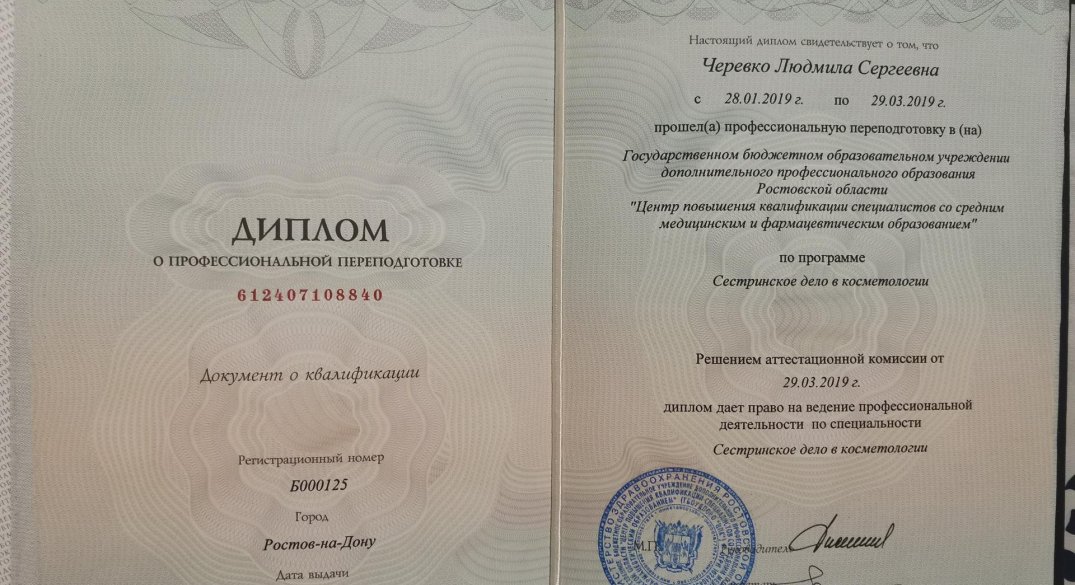 ДИПЛОМ
О ПРОФЕССИОНАЛЬНОЙ ПЕРЕПОДГОТОВКЕ
612407108840
Документ о квалификации
Регистрационный номер
Б000125
Город
Ростов-на-Дону
Дата выдачи
Настоящий диплом свидетельствует о том, что
Черевко Людмила Сергеевна
с 28.01.2019 г. по 29.03.2019 г.
прошел(а) профессиональную переподготовку в (на)
Государственном бюджетном образовательном учреждении
дополнительного профессионального образования
Ростовской области
"Центр повышения квалификации специалистов со средним
медицинским и фармацевтическим образованием"
по программе
Сестринское дело в косметологии
Решением аттестационной комиссии от
29.03.2019 г.
диплом дает право на ведение профессиональной
деятельности по специальности
Сестринское дело в косметологии
М.П.